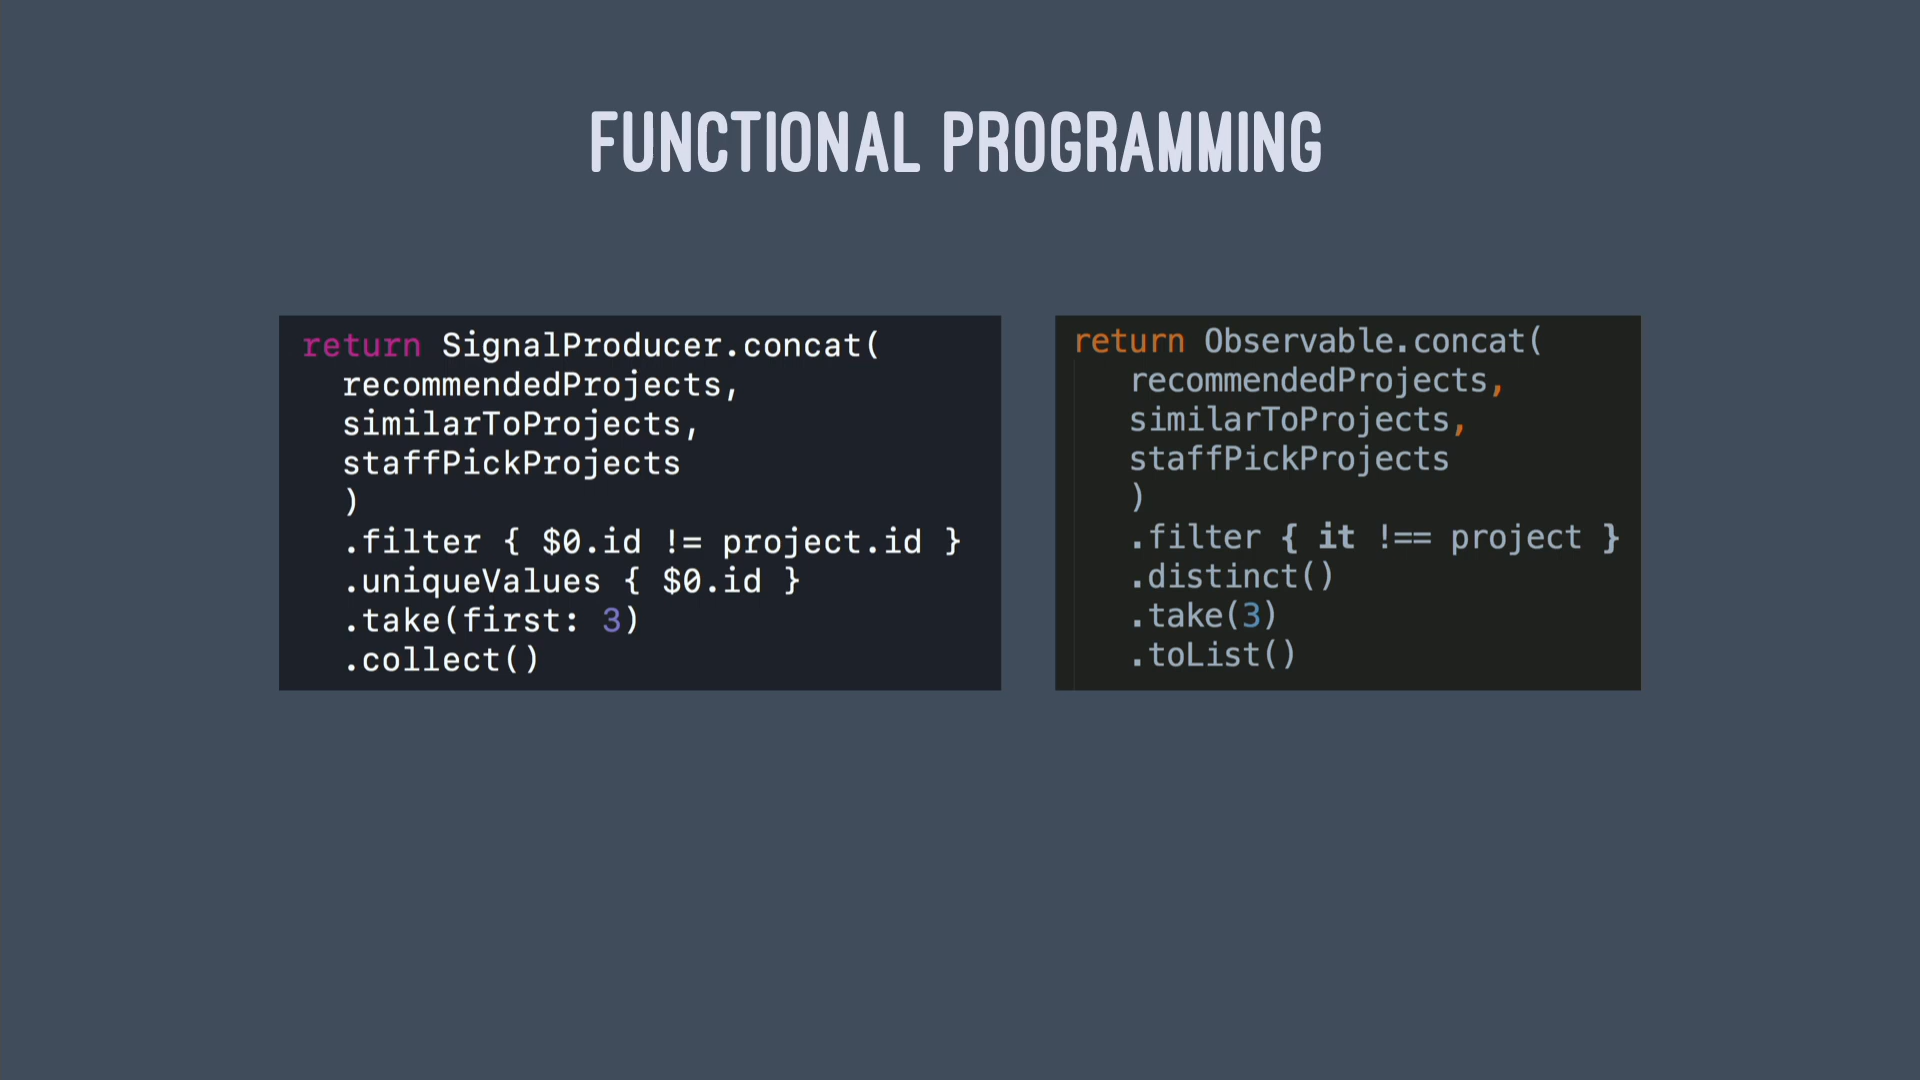 FUNCTIONAL PROGRAMMING
return SignalProducer.concat(
recommendedProjects,
similarToProjects,
staffPickProjects
)
.filter { $0.id != project.id }
.uniqueValues { $0.id }
.take(first: 3)
.collect()
return Observable.concat(
recommendedProjects,
similarToProjects,
staffPickProjects
)
.filter { it !== project }
.distinct()
.take(3)
.toList()